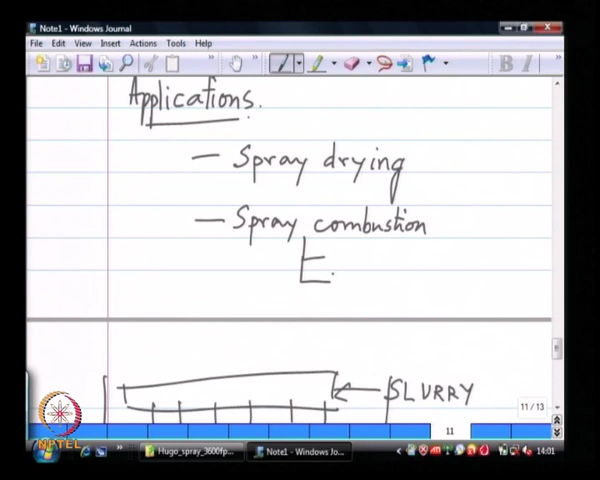 Note1 - Windows Journal
File Edit View Insert Actions Tools Help
B I
Applications.
— Spray drying
— Spray combustion
SLURRY
11 / 13
11
NPTEL
Hugo_spray_3600fp...
Note1 - Windows Jo...
14:01